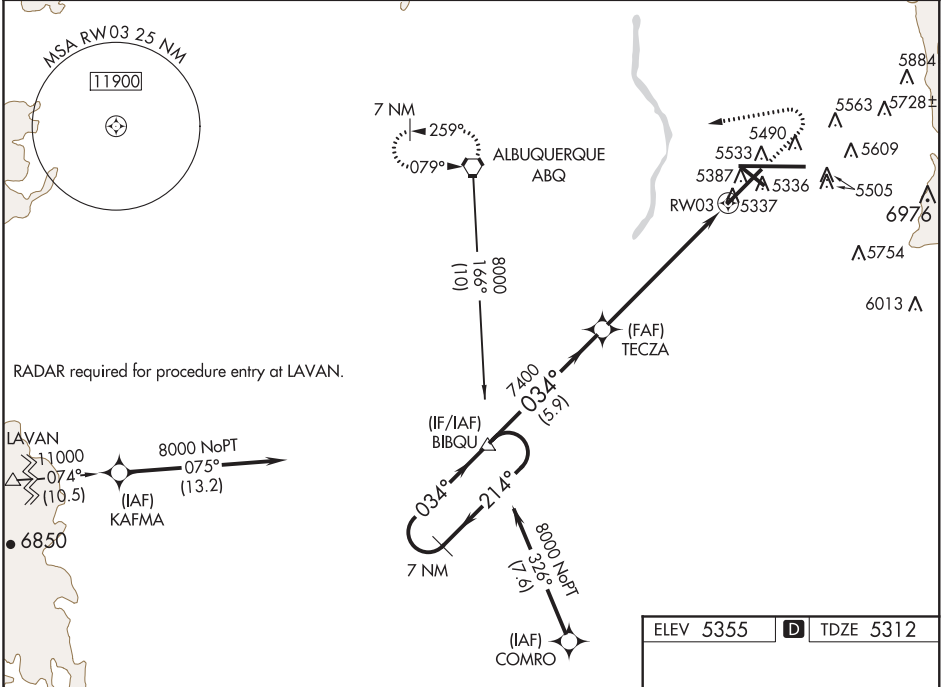 MSA RW03 25 NM
11900
7 NM
259°
079°
ALBUQUERQUE
ABQ
5884
5563
5728±
5490
5533
5609
5387
5336
5505
RW03
5337
6976
5754
6013
8000
166°
(10)
(FAF)
TECZA
RADAR required for procedure entry at LAVAN.
7400
034°
(5.9)
(IF/IAF)
BIBQU
LAVAN
11000
074°
(10.5)
8000 NoPT
075°
(13.2)
(IAF)
KAFMA
034°
214°
6850
7 NM
8000 NoPT
326°
(7.6)
(IAF)
COMRO
ELEV 5355 D TDZE 5312